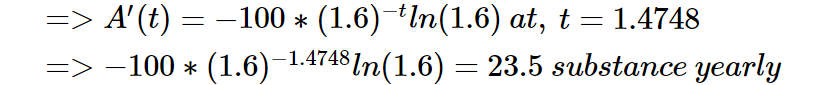 => A′(t) = −100 ∗ (1.6)^{−t}ln(1.6) at, t = 1.4748
=> −100 ∗ (1.6)^{−1.4748}ln(1.6) = 23.5 substance yearly